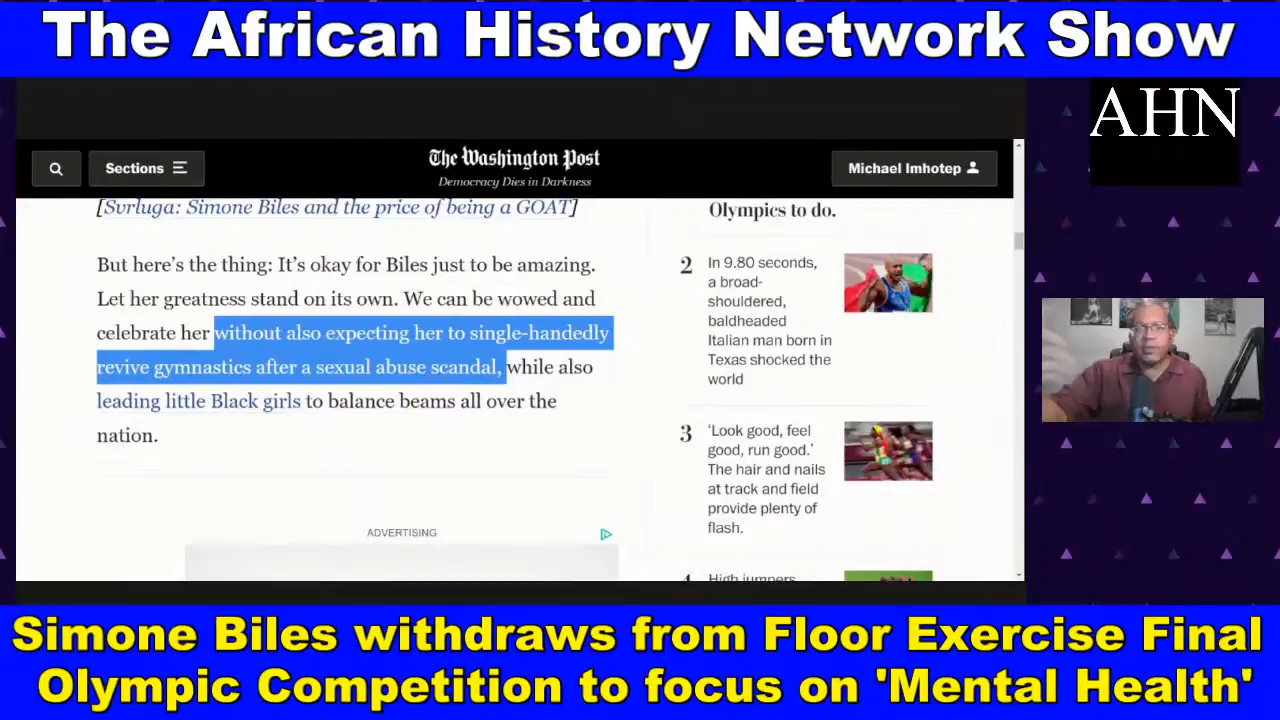 The African History Network Show
AHN
Sections
The Washington Post
Democracy Dies in Darkness
Michael Imhotep
[Svrluga: Simone Biles and the price of being a GOAT]
But here’s the thing: It’s okay for Biles just to be amazing.
Let her greatness stand on its own. We can be wowed and
celebrate her without also expecting her to single-handedly
revive gymnastics after a sexual abuse scandal, while also
leading little Black girls to balance beams all over the
nation.
ADVERTISING
Olympics to do.
2
In 9.80 seconds,
a broad-
shouldered,
baldheaded
Italian man born in
Texas shocked the
world
3
‘Look good, feel
good, run good.’
The hair and nails
at track and field
provide plenty of
flash.
4
High jumpers
Simone Biles withdraws from Floor Exercise Final
Olympic Competition to focus on 'Mental Health'